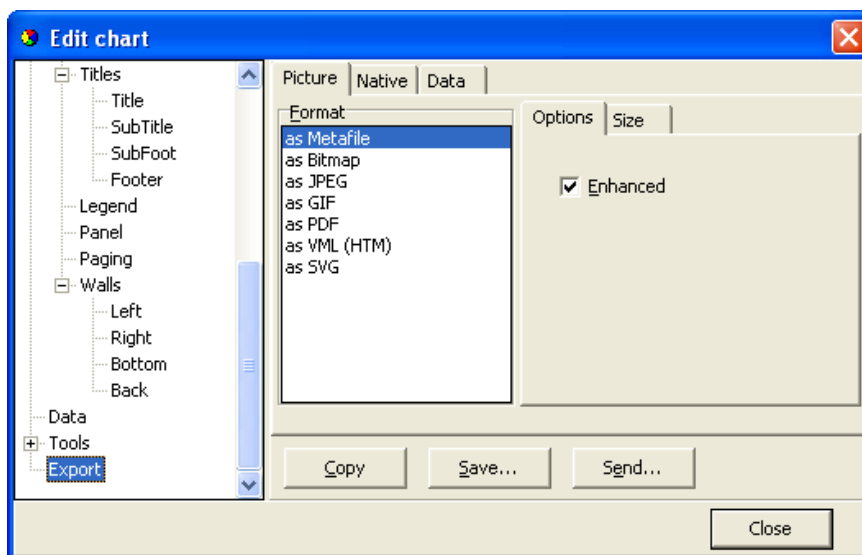 Edit chart
Titles
Title
SubTitle
SubFoot
Footer
Legend
Panel
Paging
Walls
Left
Right
Bottom
Back
Data
Tools
Export
Picture Native Data
Format
as Metafile
as Bitmap
as JPEG
as GIF
as PDF
as VML (HTM)
as SVG
Options Size
Enhanced
Copy Save... Send...
Close